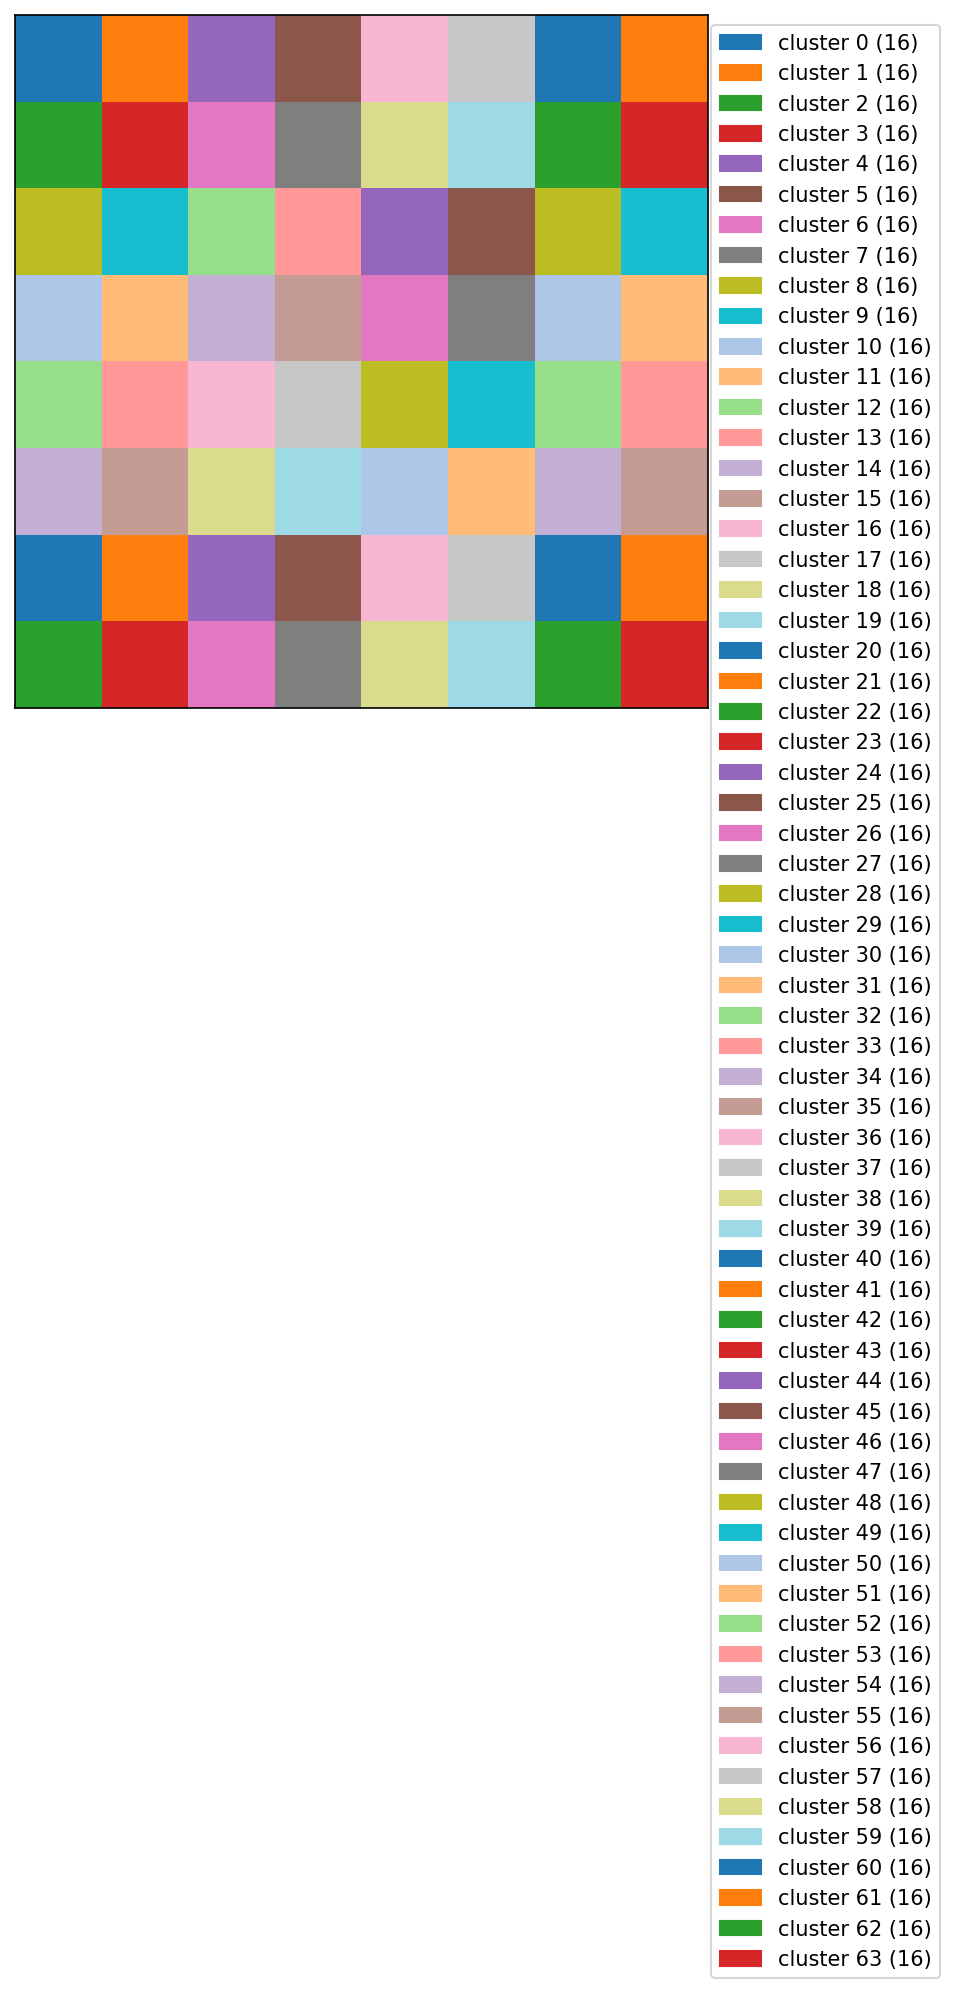 cluster 0 (16)
cluster 1 (16)
cluster 2 (16)
cluster 3 (16)
cluster 4 (16)
cluster 5 (16)
cluster 6 (16)
cluster 7 (16)
cluster 8 (16)
cluster 9 (16)
cluster 10 (16)
cluster 11 (16)
cluster 12 (16)
cluster 13 (16)
cluster 14 (16)
cluster 15 (16)
cluster 16 (16)
cluster 17 (16)
cluster 18 (16)
cluster 19 (16)
cluster 20 (16)
cluster 21 (16)
cluster 22 (16)
cluster 23 (16)
cluster 24 (16)
cluster 25 (16)
cluster 26 (16)
cluster 27 (16)
cluster 28 (16)
cluster 29 (16)
cluster 30 (16)
cluster 31 (16)
cluster 32 (16)
cluster 33 (16)
cluster 34 (16)
cluster 35 (16)
cluster 36 (16)
cluster 37 (16)
cluster 38 (16)
cluster 39 (16)
cluster 40 (16)
cluster 41 (16)
cluster 42 (16)
cluster 43 (16)
cluster 44 (16)
cluster 45 (16)
cluster 46 (16)
cluster 47 (16)
cluster 48 (16)
cluster 49 (16)
cluster 50 (16)
cluster 51 (16)
cluster 52 (16)
cluster 53 (16)
cluster 54 (16)
cluster 55 (16)
cluster 56 (16)
cluster 57 (16)
cluster 58 (16)
cluster 59 (16)
cluster 60 (16)
cluster 61 (16)
cluster 62 (16)
cluster 63 (16)